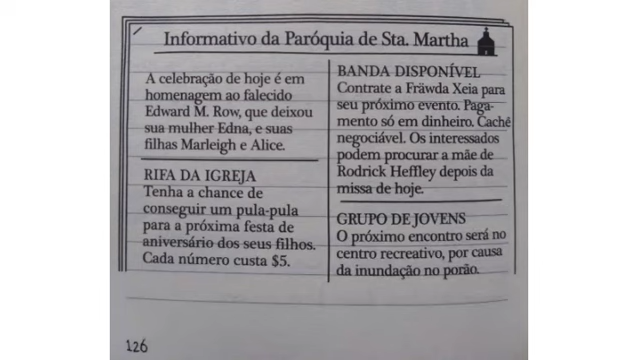 Informativo da Paróquia de Sta. Martha
A celebração de hoje é em
homenagem ao falecido
Edward M. Row, que deixou
sua mulher Edna, e suas
filhas Marleigh e Alice.
RIFA DA IGREJA
Tenha a chance de
conseguir um pula-pula
para a próxima festa de
aniversário dos seus filhos.
Cada número custa $5.
BANDA DISPONÍVEL
Contrate a Fräwda Xeia para
seu próximo evento. Paga-
mento só em dinheiro. Cachê
negociável. Os interessados
podem procurar a mãe de
Rodrick Heffley depois da
missa de hoje.
GRUPO DE JOVENS
O próximo encontro será no
centro recreativo, por causa
da inundação no porão.
126